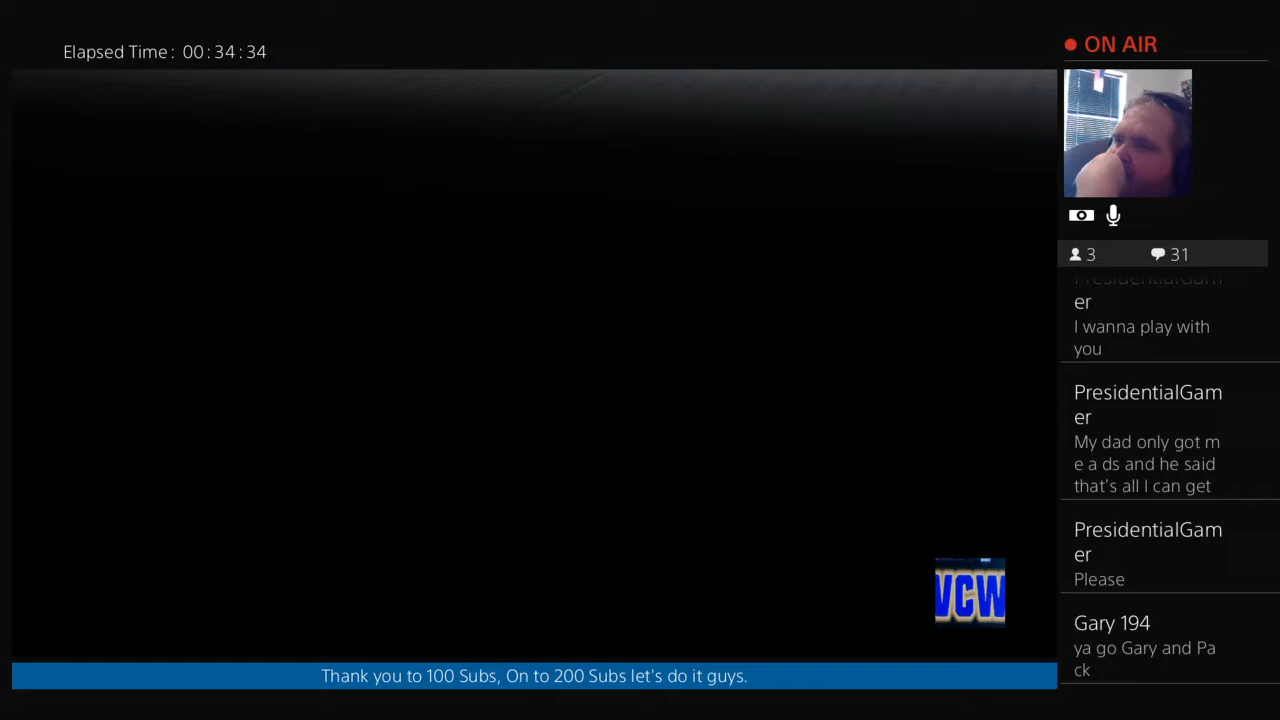 Elapsed Time: 00:34:34
ON AIR
3 31
PresidentialGam
er
I wanna play with
you
PresidentialGam
er
My dad only got m
e a ds and he said
that's all I can get
PresidentialGam
er
Please
Gary 194
ya go Gary and Pa
ck
VCW
Thank you to 100 Subs, On to 200 Subs let's do it guys.